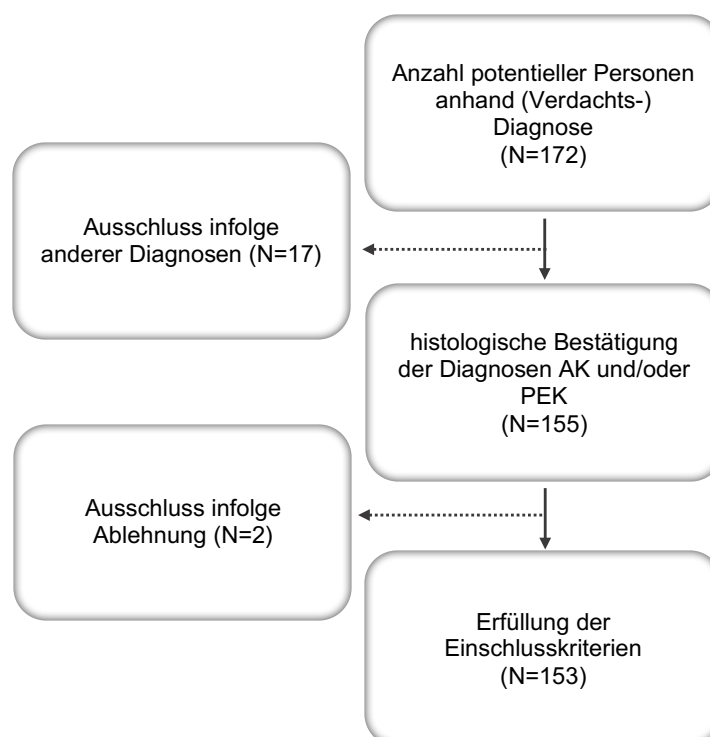 Anzahl potentieller Personen
anhand (Verdachts-)
Diagnose
(N=172)
Ausschluss infolge
anderer Diagnosen (N=17)
histologische Bestätigung
der Diagnosen AK und/oder
PEK
(N=155)
Ausschluss infolge
Ablehnung (N=2)
Erfüllung der
Einschlusskriterien
(N=153)